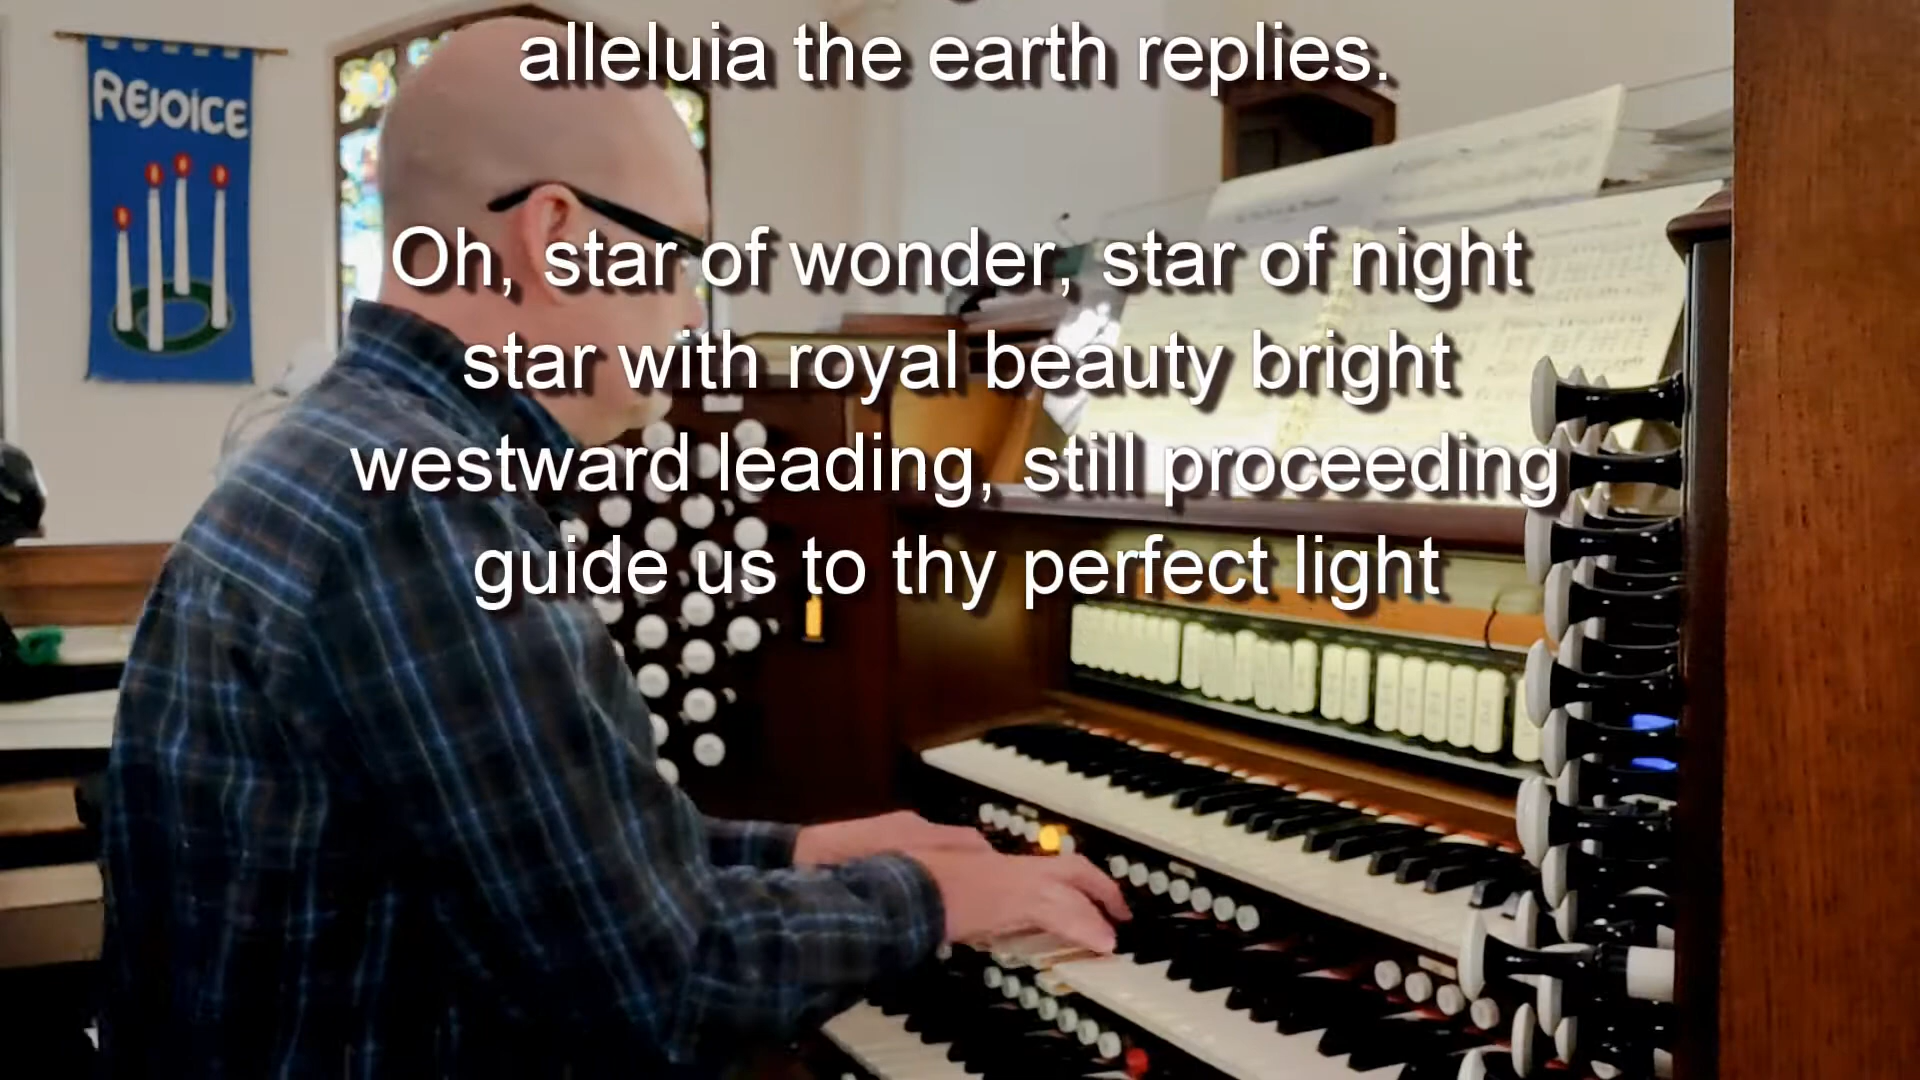 alleluia the earth replies.
REJOICE
Oh, star of wonder, star of night
star with royal beauty bright
westward leading, still proceeding
guide us to thy perfect light